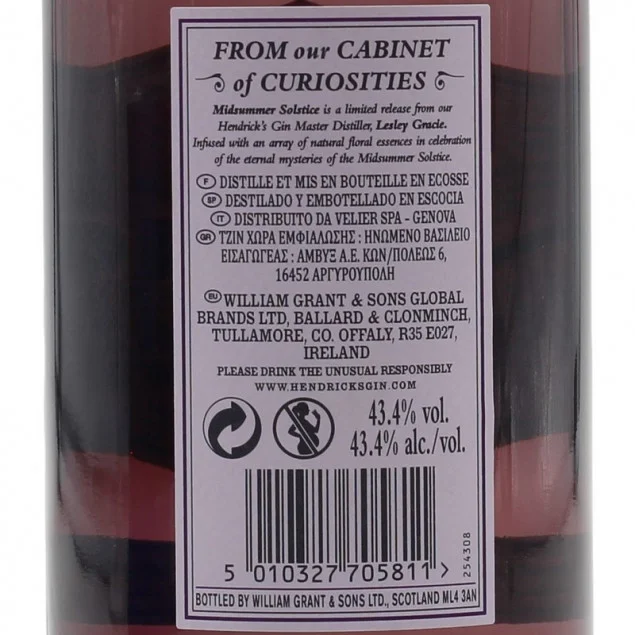 FROM our CABINET
of CURIOSITIES
Midsummer Solstice is a limited release from our
Hendrick's Gin Master Distiller, Lesley Gracie.
Infused with an array of natural floral essences in celebration
of the eternal mysteries of the Midsummer Solstice.
F DISTILLE ET MIS EN BOUTEILLE EN ECOSSE
SP DESTILADO Y EMBOTELLADO EN ESCOCIA
IT DISTRIBUITO DA VELIER SPA - GENOVA
GR ΤΖΙΝ ΧΩΡΑ ΕΜΦΙΑΛΩΣΗΣ : ΗΝΩΜΕΝΟ ΒΑΣΙΛΕΙΟ
ΕΙΣΑΓΩΓΕΑΣ : ΑΜΒΥΞ Α.Ε. ΚΩΝ/ΠΟΛΕΩΣ 6,
16452 ΑΡΓΥΡΟΥΠΟΛΗ
EU WILLIAM GRANT & SONS GLOBAL
BRANDS LTD, BALLARD & CLONMINCH,
TULLAMORE, CO. OFFALY, R35 E027,
IRELAND
PLEASE DRINK THE UNUSUAL RESPONSIBLY
WWW.HENDRICKSGIN.COM
43.4% vol.
43.4% alc./vol.
5 010327 705811 >
254308
BOTTLED BY WILLIAM GRANT & SONS LTD., SCOTLAND ML4 3AN